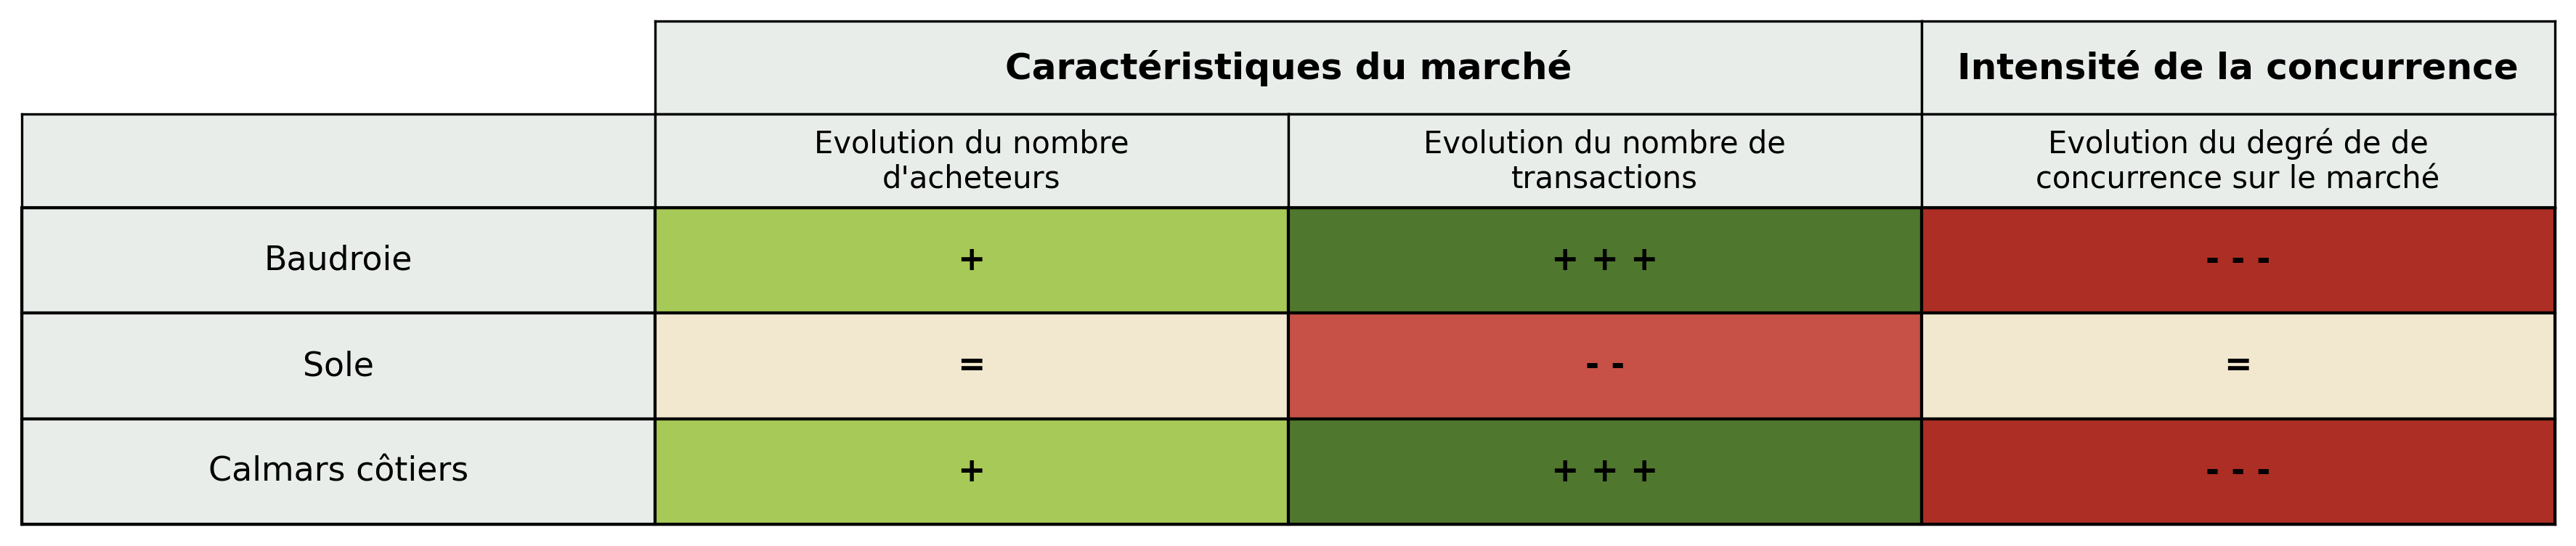 Caractéristiques du marché
Intensité de la concurrence
Evolution du nombre
d'acheteurs
Evolution du nombre de
transactions
Evolution du degré de de
concurrence sur le marché
Baudroie
+
+ + +
- - -
Sole
=
- -
=
Calmars côtiers
+
+ + +
- - -